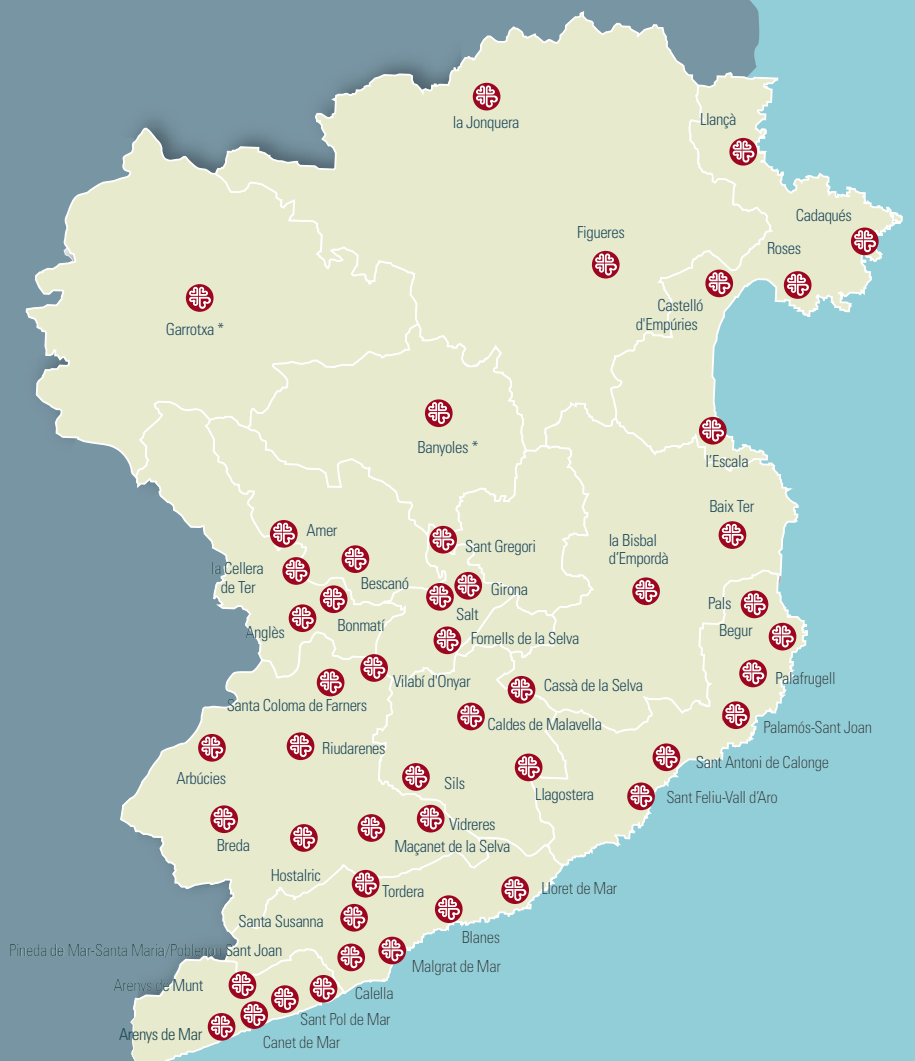 la Jonquera
Llançà
Cadaqués
Figueres
Roses
Castelló
d'Empúries
Garrotxa *
Banyoles *
l'Escala
Baix Ter
Amer
Sant Gregori
la Bisbal
d'Empordà
la Cellera
de Ter
Bescanó
Girona
Salt
Pals
Bonmatí
Anglès
Begur
Fornells de la Selva
Vilabí d'Onyar
Cassà de la Selva
Palafrugell
Santa Coloma de Farners
Caldes de Malavella
Palamós-Sant Joan
Riudarenes
Arbúcies
Sant Antoni de Calonge
Sils
Llagostera
Sant Feliu-Vall d'Aro
Vidreres
Breda
Maçanet de la Selva
Hostalric
Tordera
Lloret de Mar
Santa Susanna
Blanes
Pineda de Mar-Santa Maria/Poblenou Sant Joan
Malgrat de Mar
Arenys de Munt
Calella
Sant Pol de Mar
Arenys de Mar
Canet de Mar